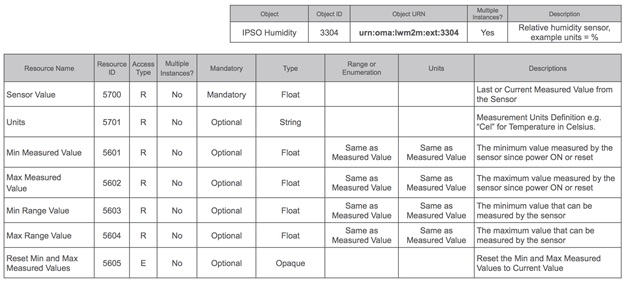 Object Object ID Object URN Multiple Instances? Description
IPSO Humidity 3304 urn:oma:lwm2m:ext:3304 Yes Relative humidity sensor, example units = %
Resource Name Resource ID Access Type Multiple Instances? Mandatory Type Range or Enumeration Units Descriptions
Sensor Value 5700 R No Mandatory Float Last or Current Measured Value from the Sensor
Units 5701 R No Optional String Measurement Units Definition e.g. "Cel" for Temperature in Celsius.
Min Measured Value 5601 R No Optional Float Same as Measured Value Same as Measured Value The minimum value measured by the sensor since power ON or reset
Max Measured Value 5602 R No Optional Float Same as Measured Value Same as Measured Value The maximum value measured by the sensor since power ON or reset
Min Range Value 5603 R No Optional Float Same as Measured Value Same as Measured Value The minimum value that can be measured by the sensor
Max Range Value 5604 R No Optional Float Same as Measured Value Same as Measured Value The maximum value that can be measured by the sensor
Reset Min and Max Measured Values 5605 E No Optional Opaque Reset the Min and Max Measured Values to Current Value